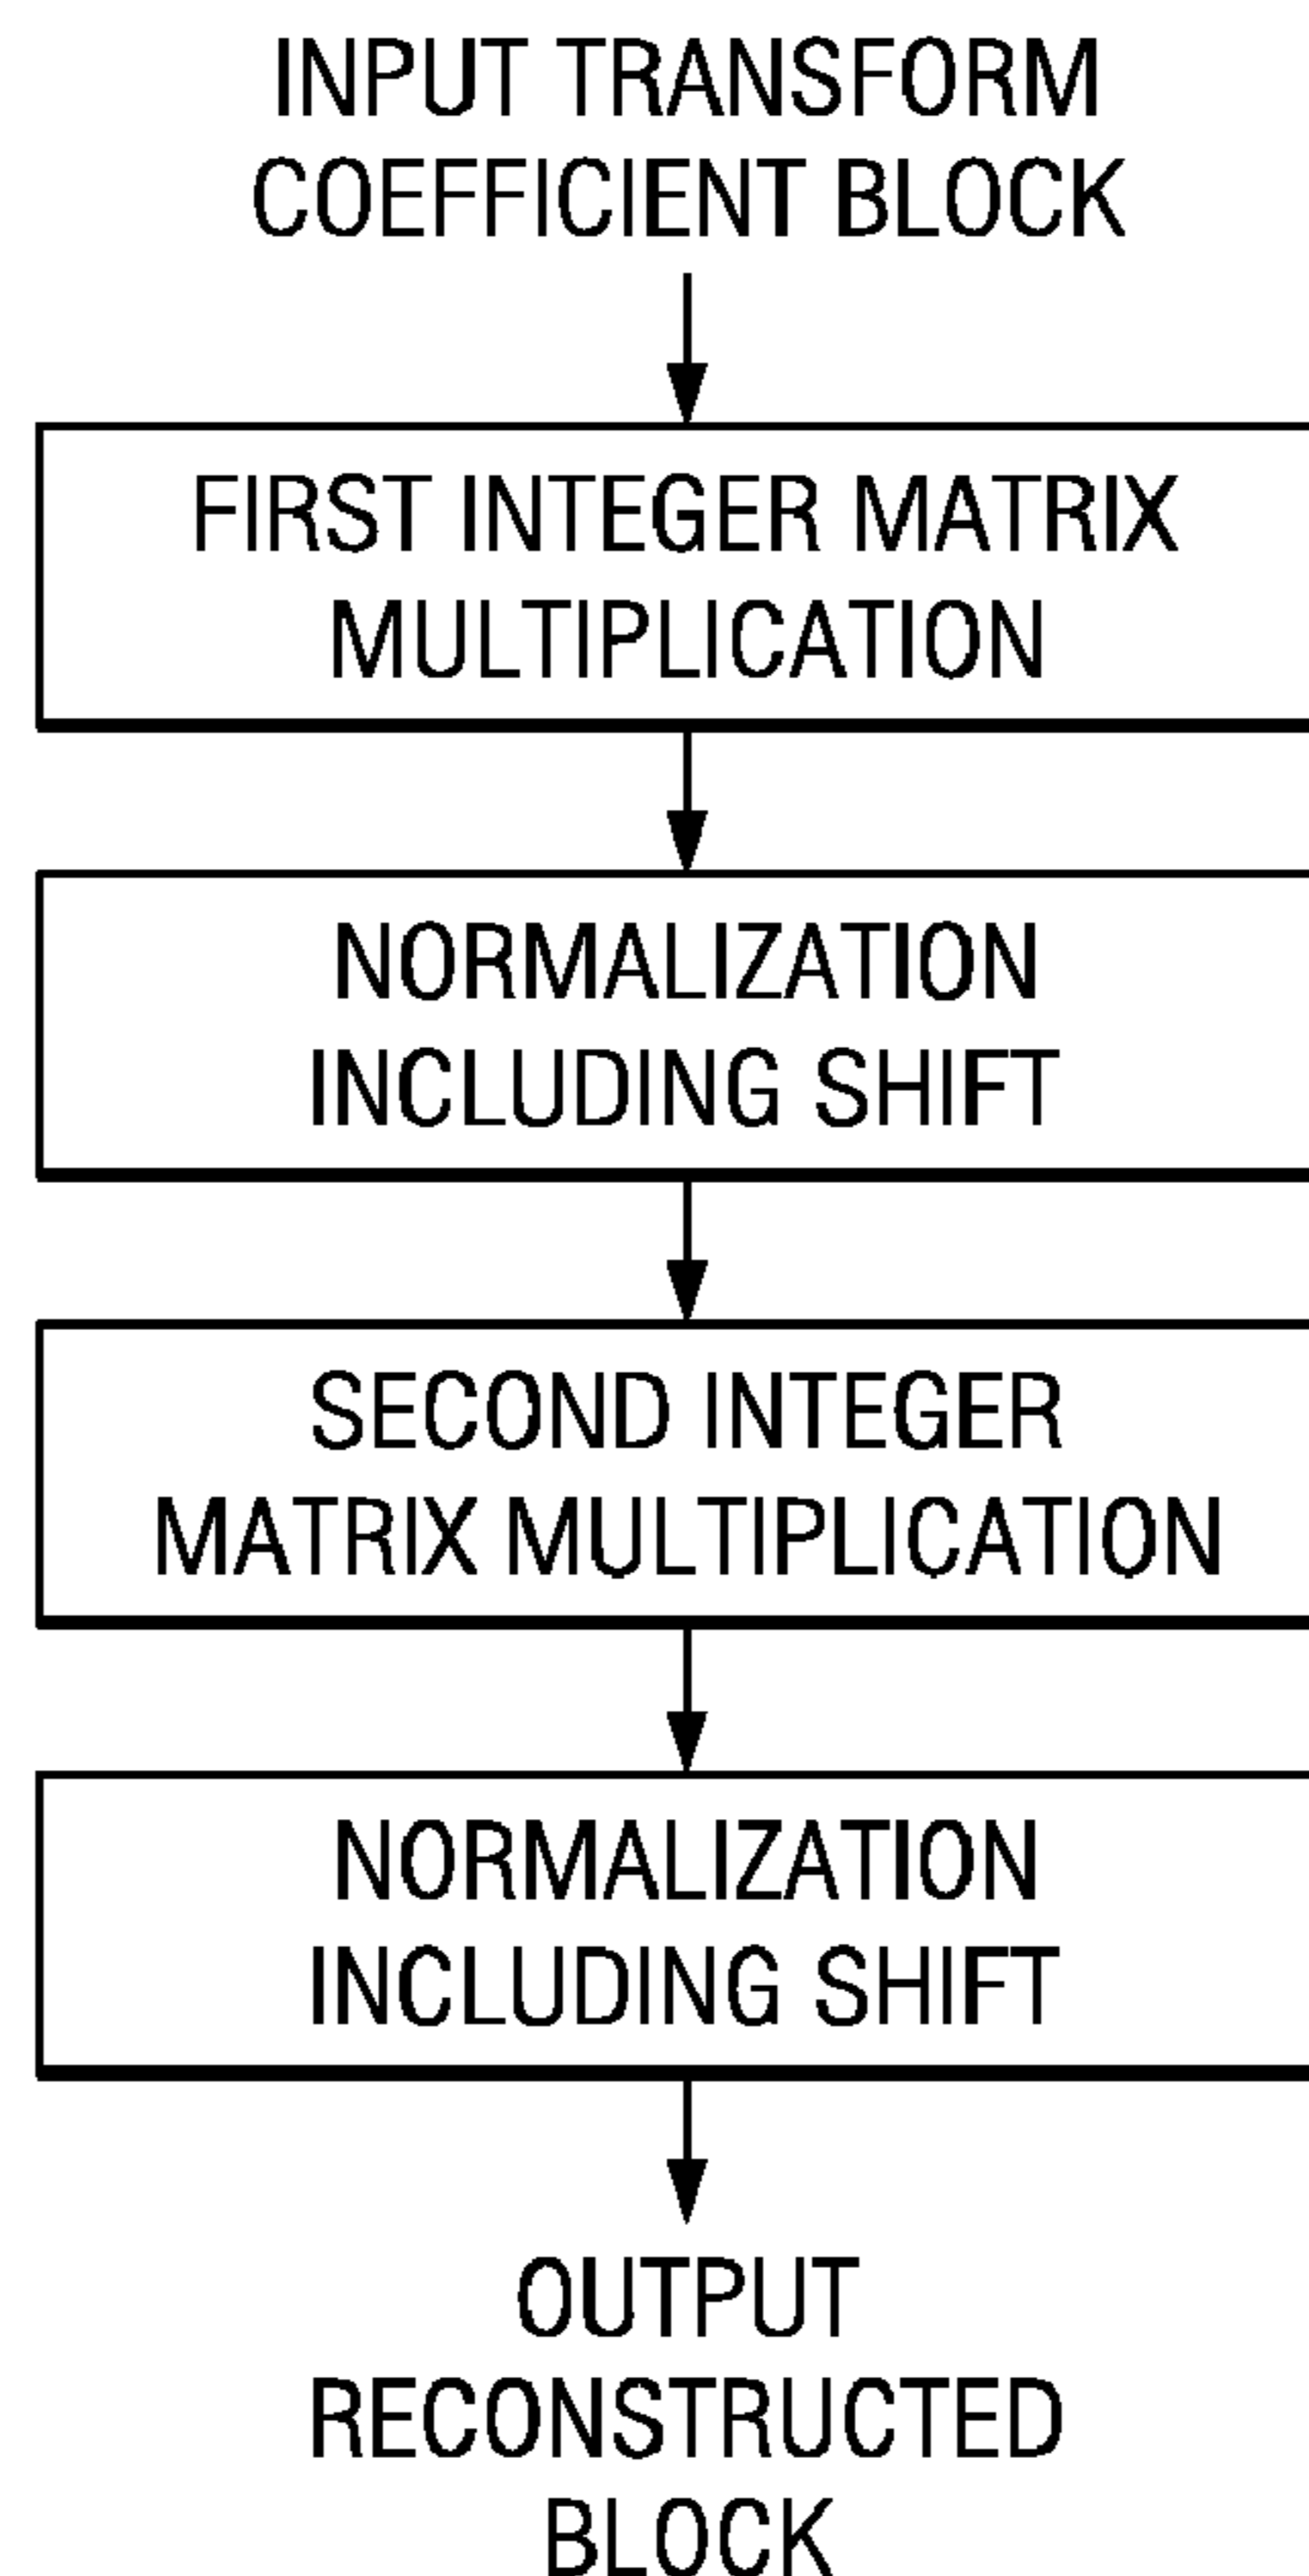 INPUT TRANSFORM
COEFFICIENT BLOCK
FIRST INTEGER MATRIX
MULTIPLICATION
NORMALIZATION
INCLUDING SHIFT
SECOND INTEGER
MATRIX MULTIPLICATION
NORMALIZATION
INCLUDING SHIFT
OUTPUT
RECONSTRUCTED
BLOCK